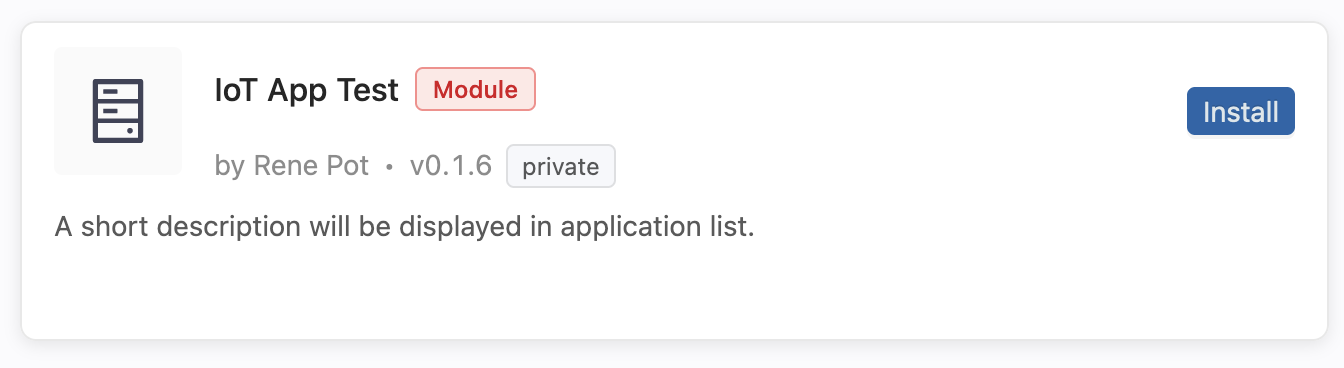 IoT App Test Module
Install
by Rene Pot • v0.1.6 private
A short description will be displayed in application list.